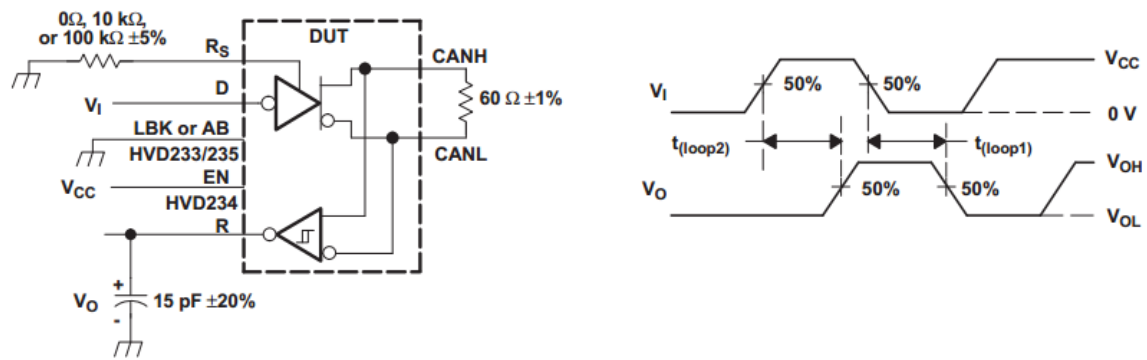 0Ω, 10 kΩ,
or 100 kΩ ±5%
DUT
RS
CANH
D
VI
60 Ω ±1%
LBK or AB
HVD233/235
CANL
EN
VCC
HVD234
R
+
VO
15 pF ±20%
-
VCC
50%
50%
VI
0 V
t(loop2)
t(loop1)
VOH
50%
50%
VO
VOL